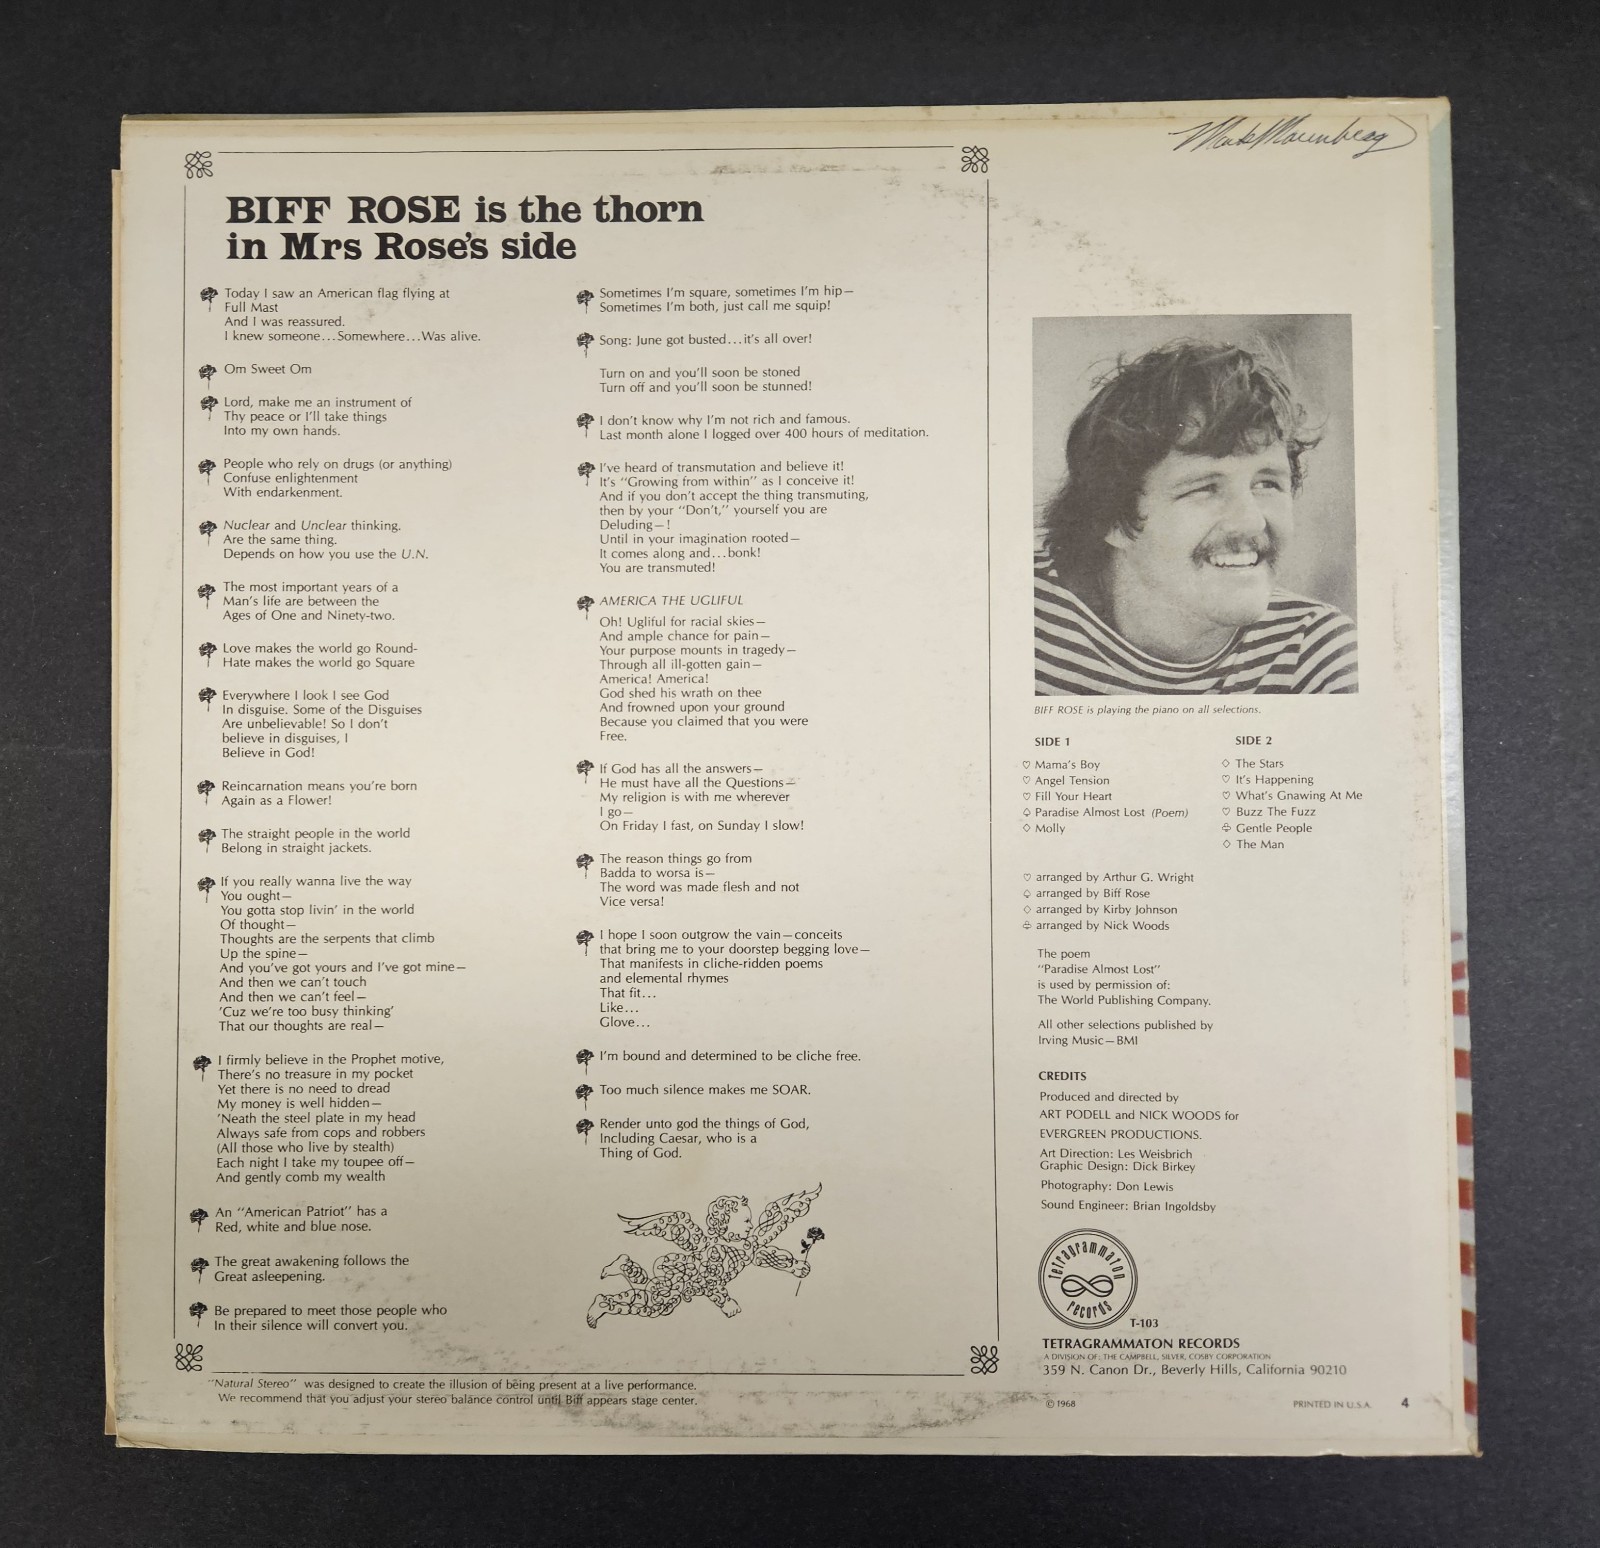 BIFF ROSE is the thorn
in Mrs Rose's side
Today I saw an American flag flying at
Full Mast
And I was reassured.
I knew someone...Somewhere...Was alive.
Om Sweet Om
Lord, make me an instrument of
Thy peace or I'll take things
Into my own hands.
People who rely on drugs (or anything)
Confuse enlightenment
With endarkenment.
Nuclear and Unclear thinking.
Are the same thing.
Depends on how you use the U.N.
The most important years of a
Man's life are between the
Ages of One and Ninety-two.
Love makes the world go Round-
Hate makes the world go Square
Everywhere I look I see God
In disguise. Some of the Disguises
Are unbelievable! So I don't
believe in disguises, I
Believe in God!
Reincarnation means you're born
Again as a Flower!
The straight people in the world
Belong in straight jackets.
If you really wanna live the way
You ought—
You gotta stop livin' in the world
Of thought—
Thoughts are the serpents that climb
Up the spine—
And you've got yours and I've got mine—
And then we can't touch
And then we can't feel—
'Cuz we're too busy thinking'
That our thoughts are real—
I firmly believe in the Prophet motive,
There's no treasure in my pocket
Yet there is no need to dread
My money is well hidden—
'Neath the steel plate in my head
Always safe from cops and robbers
(All those who live by stealth)
Each night I take my toupee off—
And gently comb my wealth
An "American Patriot" has a
Red, white and blue nose.
The great awakening follows the
Great asleepening.
Be prepared to meet those people who
In their silence will convert you.
Sometimes I'm square, sometimes I'm hip—
Sometimes I'm both, just call me squip!
Song: June got busted...it's all over!
Turn on and you'll soon be stoned
Turn off and you'll soon be stunned!
I don't know why I'm not rich and famous.
Last month alone I logged over 400 hours of meditation.
I've heard of transmutation and believe it!
It's "Growing from within" as I conceive it!
And if you don't accept the thing transmuting,
then by your "Don't," yourself you are
Deluding—!
Until in your imagination rooted—
It comes along and...bonk!
You are transmuted!
AMERICA THE UGLIFUL
Oh! Ugliful for racial skies—
And ample chance for pain—
Your purpose mounts in tragedy—
Through all ill-gotten gain—
America! America!
God shed his wrath on thee
And frowned upon your ground
Because you claimed that you were
Free.
If God has all the answers—
He must have all the Questions—
My religion is with me wherever
I go—
On Friday I fast, on Sunday I slow!
The reason things go from
Badda to worsa is—
The word was made flesh and not
Vice versa!
I hope I soon outgrow the vain—conceits
that bring me to your doorstep begging love—
That manifests in cliche-ridden poems
and elemental rhymes
That fit...
Like...
Glove...
I'm bound and determined to be cliche free.
Too much silence makes me SOAR.
Render unto god the things of God,
Including Caesar, who is a
Thing of God.
"Natural Stereo" was designed to create the illusion of being present at a live performance.
We recommend that you adjust your stereo balance control until Biff appears stage center.
BIFF ROSE is playing the piano on all selections.
SIDE 1
♡ Mama's Boy
♡ Angel Tension
♡ Fill Your Heart
♤ Paradise Almost Lost (Poem)
♢ Molly
SIDE 2
♢ The Stars
♡ It's Happening
♡ What's Gnawing At Me
♡ Buzz The Fuzz
♧ Gentle People
♢ The Man
♡ arranged by Arthur G. Wright
♤ arranged by Biff Rose
♢ arranged by Kirby Johnson
♧ arranged by Nick Woods
The poem
"Paradise Almost Lost"
is used by permission of:
The World Publishing Company.
All other selections published by
Irving Music—BMI
CREDITS
Produced and directed by
ART PODELL and NICK WOODS for
EVERGREEN PRODUCTIONS.
Art Direction: Les Weisbrich
Graphic Design: Dick Birkey
Photography: Don Lewis
Sound Engineer: Brian Ingoldsby
tetragrammaton
records
T-103
TETRAGRAMMATON RECORDS
A DIVISION OF: THE CAMPBELL, SILVER, COSBY CORPORATION
359 N. Canon Dr., Beverly Hills, California 90210
© 1968
PRINTED IN U.S.A.
4